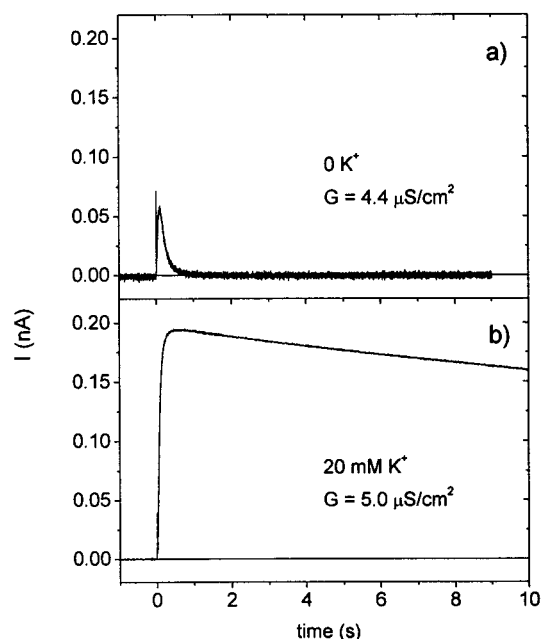 0.20
a)
0.15
0 K⁺
0.10
G = 4.4 μS/cm²
0.05
0.00
I (nA)
0.20
b)
0.15
0.10
20 mM K⁺
G = 5.0 μS/cm²
0.05
0.00
0 2 4 6 8 10
time (s)